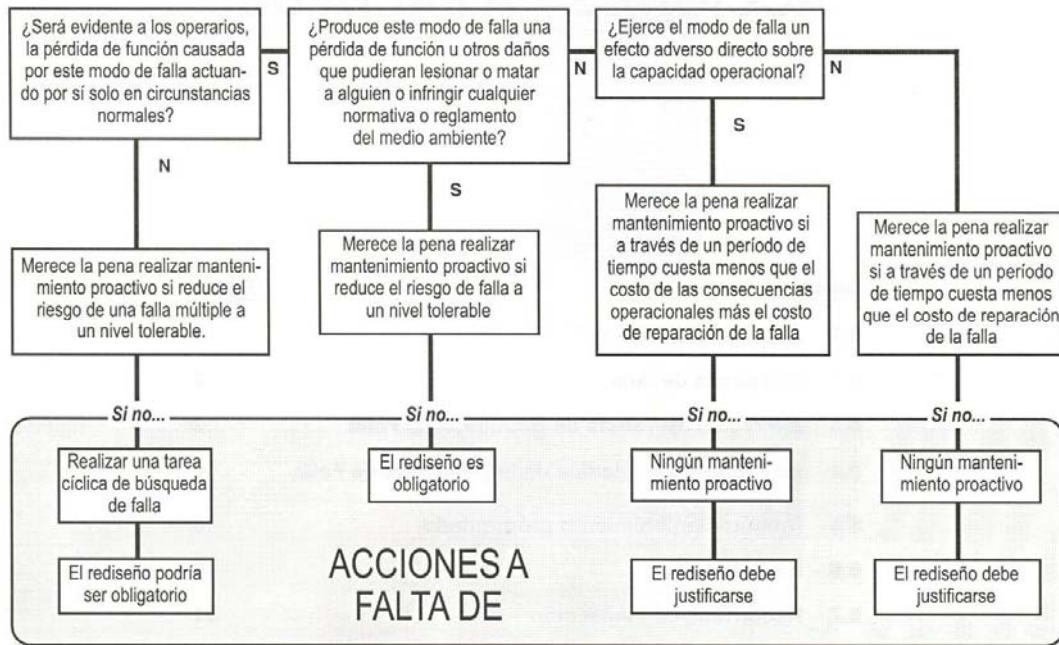 ¿Será evidente a los operarios,
la pérdida de función causada
por este modo de falla actuan-
do por sí solo en circunstancias
normales?
S
N
¿Produce este modo de falla una
pérdida de función u otros daños
que pudieran lesionar o matar
a alguien o infringir cualquier
normativa o reglamento
del medio ambiente?
N
S
¿Ejerce el modo de falla un
efecto adverso directo sobre
la capacidad operacional?
N
S
Merece la pena realizar manteni-
miento proactivo si reduce el
riesgo de una falla múltiple a
un nivel tolerable.
Merece la pena realizar
mantenimiento proactivo si
reduce el riesgo de falla a
un nivel tolerable
Merece la pena realizar
mantenimiento proactivo si
a través de un período de
tiempo cuesta menos que el
costo de las consecuencias
operacionales más el costo
de reparación de la falla
Merece la pena realizar
mantenimiento proactivo
si a través de un período
de tiempo cuesta menos
que el costo de reparación
de la falla
Si no...
Si no...
Si no...
Si no...
Realizar una tarea
cíclica de búsqueda
de falla
El rediseño es
obligatorio
Ningún manteni-
miento proactivo
Ningún manteni-
miento proactivo
El rediseño podría
ser obligatorio
El rediseño debe
justificarse
El rediseño debe
justificarse
ACCIONES A
FALTA DE